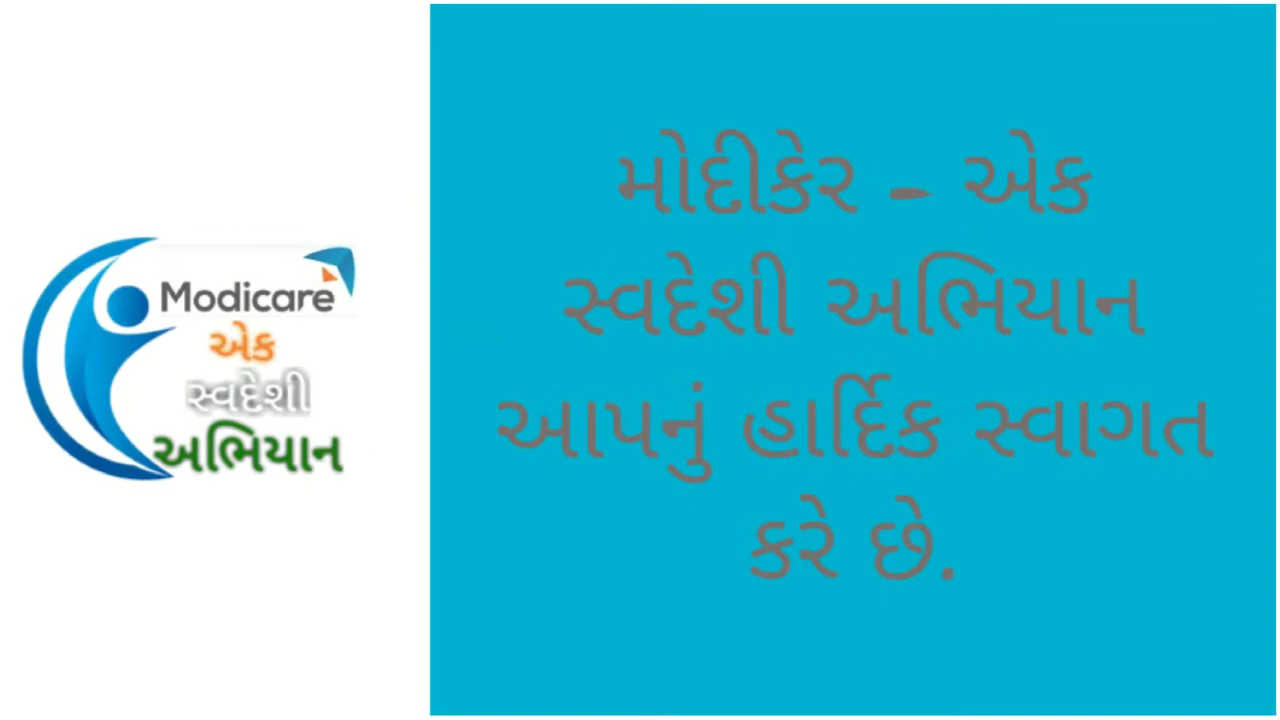 Modicare
એક
સ્વદેશી
અભિયાન
મોદીકેર - એક
સ્વદેશી અભિયાન
આપનું હાર્દિક સ્વાગત
કરે છે.